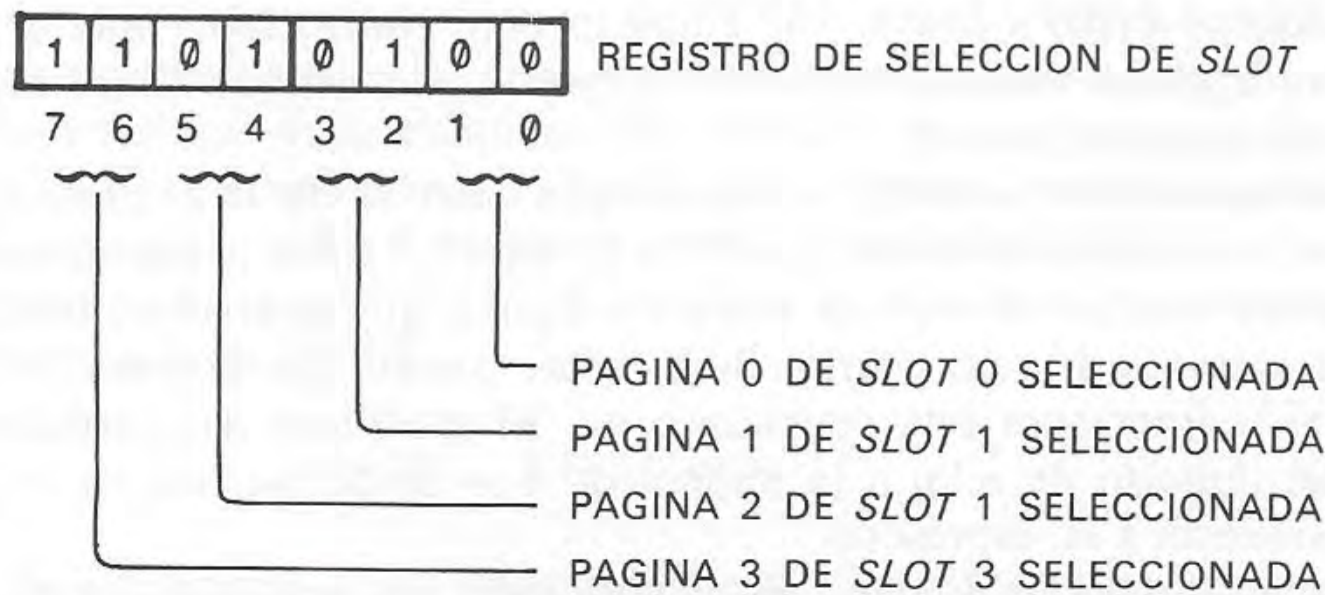 1 1 Ø 1 Ø 1 Ø Ø REGISTRO DE SELECCION DE SLOT
7 6 5 4 3 2 1 Ø
PAGINA 0 DE SLOT 0 SELECCIONADA
PAGINA 1 DE SLOT 1 SELECCIONADA
PAGINA 2 DE SLOT 1 SELECCIONADA
PAGINA 3 DE SLOT 3 SELECCIONADA